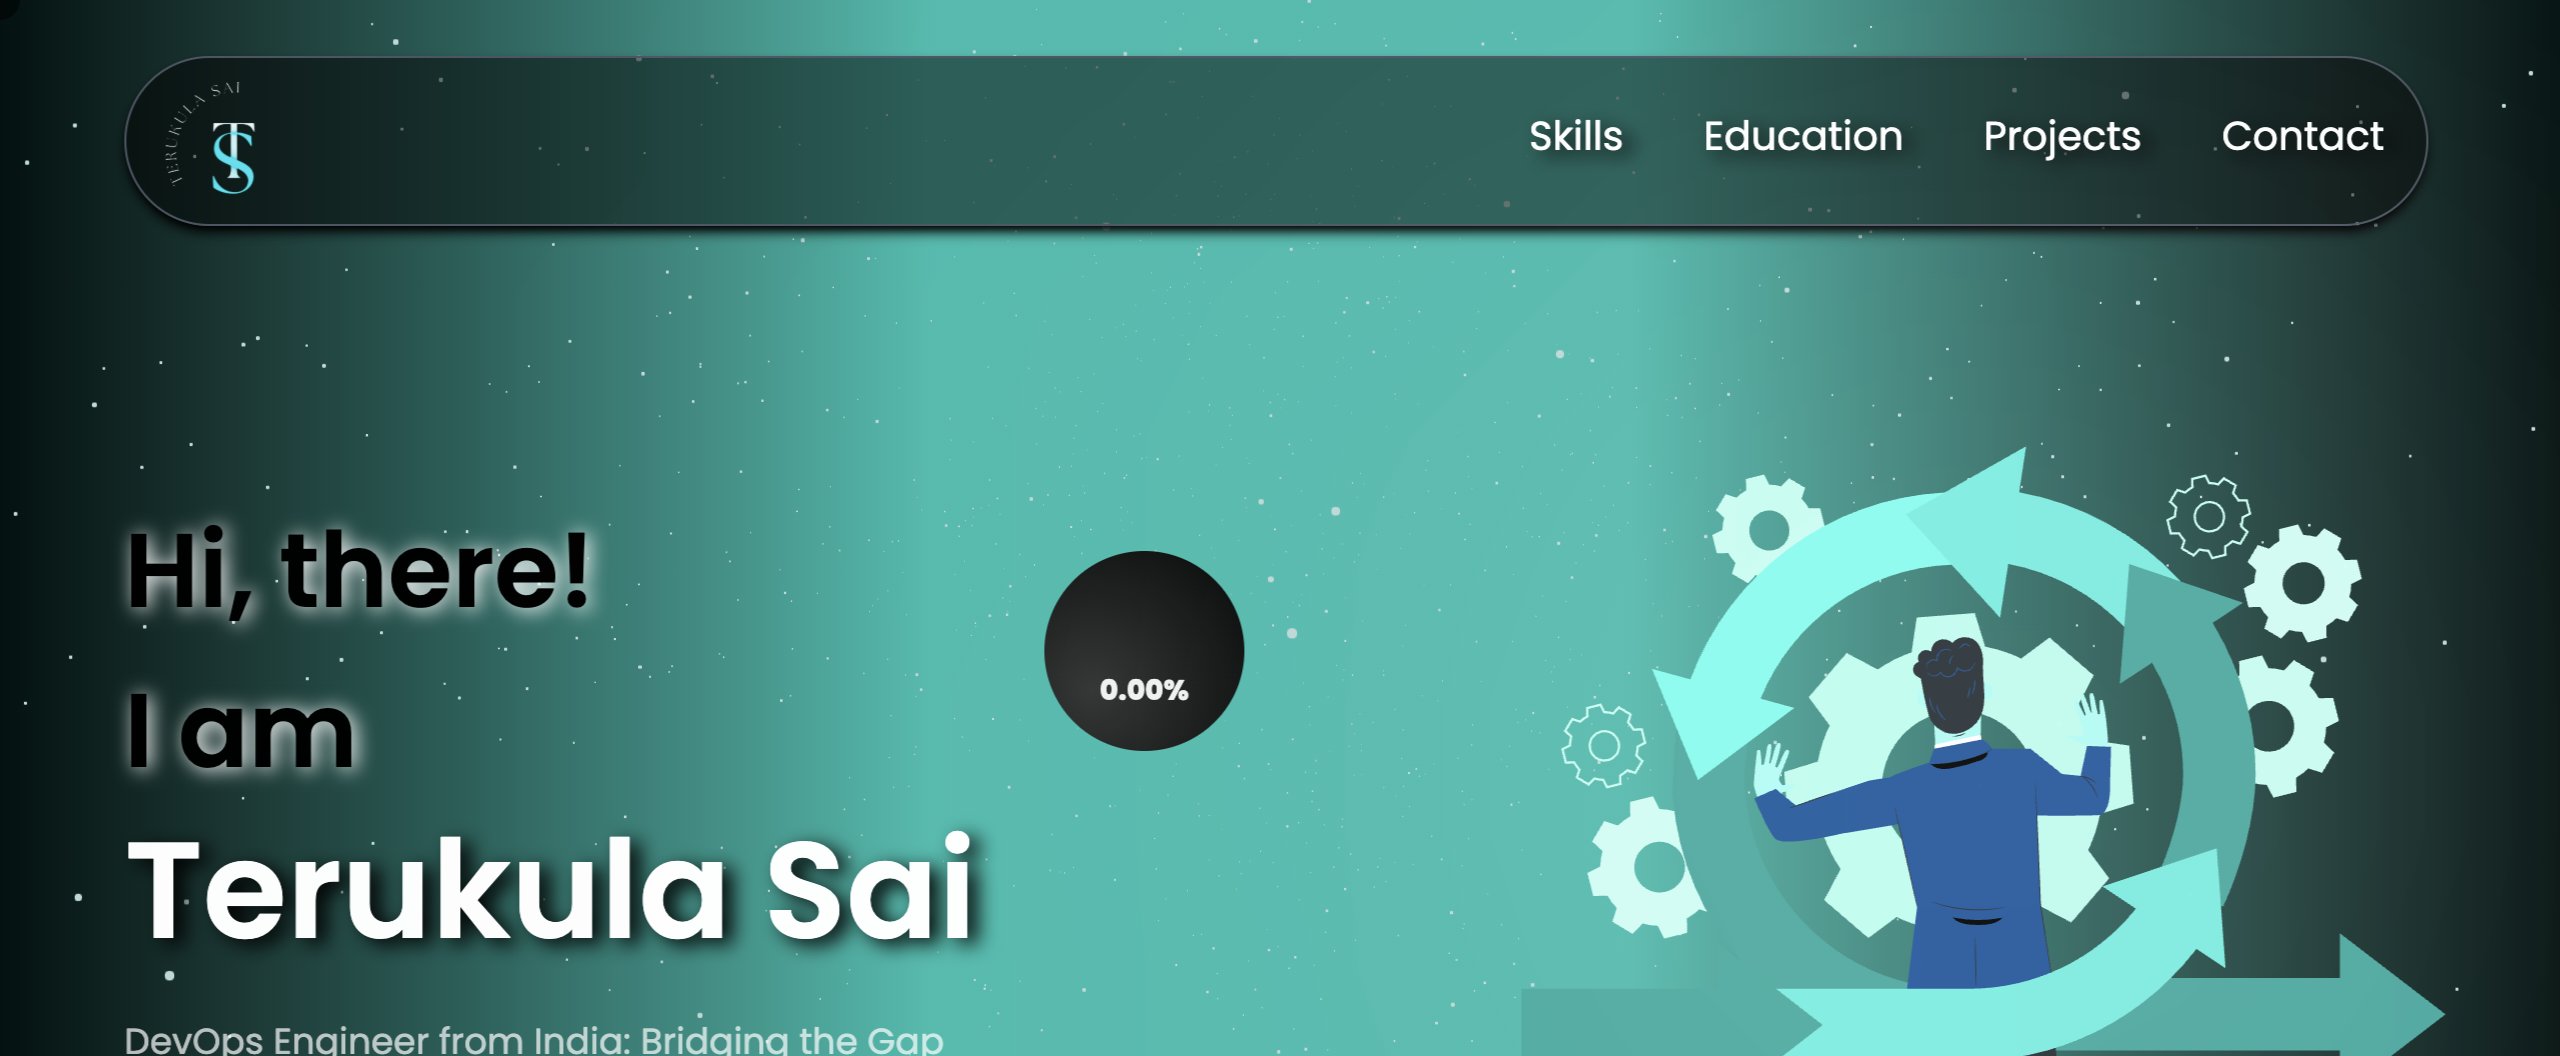 TERUKULA SAI
TS
Skills Education Projects Contact
Hi, there!
I am
Terukula Sai
0.00%
DevOps Engineer from India: Bridging the Gap